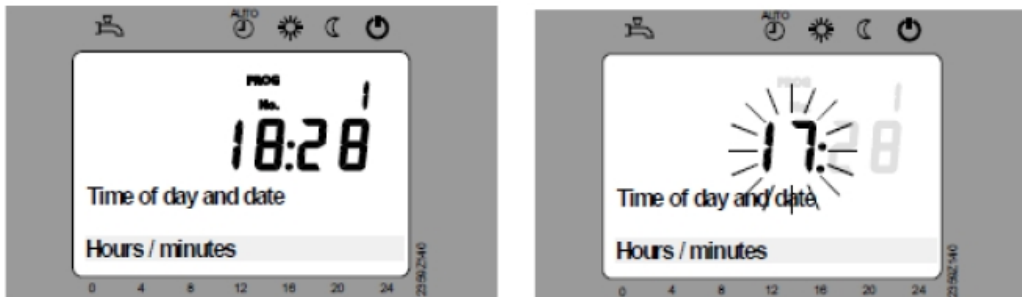 AUTO
PROG
No. 1
18:28
Time of day and date
Hours / minutes
0 4 8 12 16 20 24
2359Z140
AUTO
PROG
1
17:28
Time of day and date
Hours / minutes
0 4 8 12 16 20 24
2359Z140